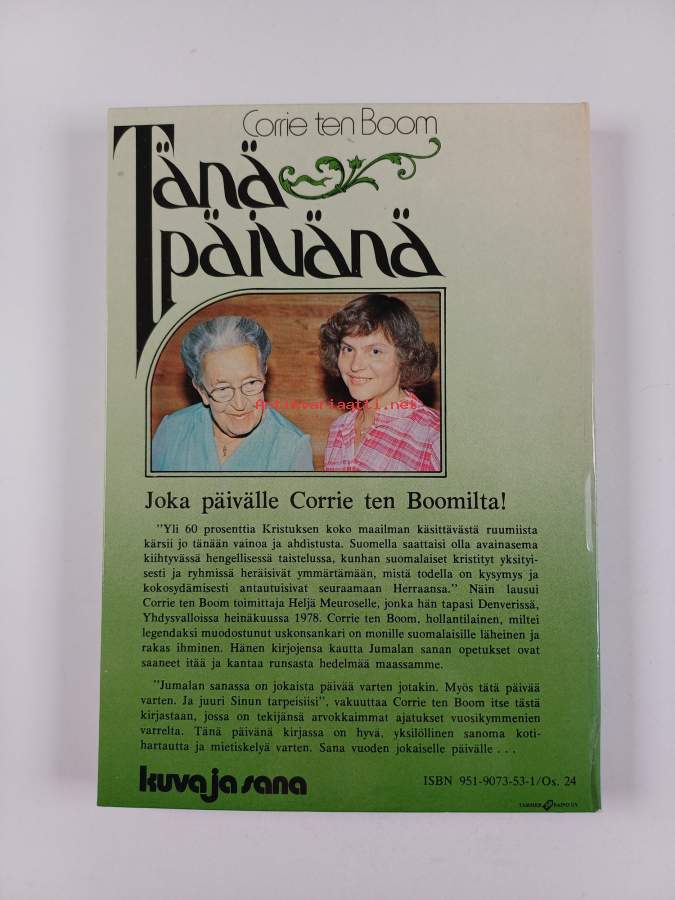 Corrie ten Boom
Tänä
päivänä
antikvariaatti.net
Joka päivälle Corrie ten Boomilta!
"Yli 60 prosenttia Kristuksen koko maailman käsittävästä ruumiista
kärsii jo tänään vainoa ja ahdistusta. Suomella saattaisi olla avainasema
kiihtyvässä hengellisessä taistelussa, kunhan suomalaiset kristityt yksityi-
sesti ja ryhmissä heräisivät ymmärtämään, mistä todella on kysymys ja
kokosydämisesti antautuisivat seuraamaan Herraansa." Näin lausui
Corrie ten Boom toimittaja Heljä Meuroselle, jonka hän tapasi Denverissä,
Yhdysvalloissa heinäkuussa 1978. Corrie ten Boom, hollantilainen, miltei
legendaksi muodostunut uskonsankari on monille suomalaisille läheinen ja
rakas ihminen. Hänen kirjojensa kautta Jumalan sanan opetukset ovat
saaneet itää ja kantaa runsasta hedelmää maassamme.
"Jumalan sanassa on jokaista päivää varten jotakin. Myös tätä päivää
varten. Ja juuri Sinun tarpeisiisi", vakuuttaa Corrie ten Boom itse tästä
kirjastaan, jossa on tekijänsä arvokkaimmat ajatukset vuosikymmenien
varrelta. Tänä päivänä kirjassa on hyvä, yksilöllinen sanoma koti-
hartautta ja mietiskelyä varten. Sana vuoden jokaiselle päivälle . . .
kuva ja sana
ISBN 951-9073-53-1/Os. 24
TAMMER-PAINO OY